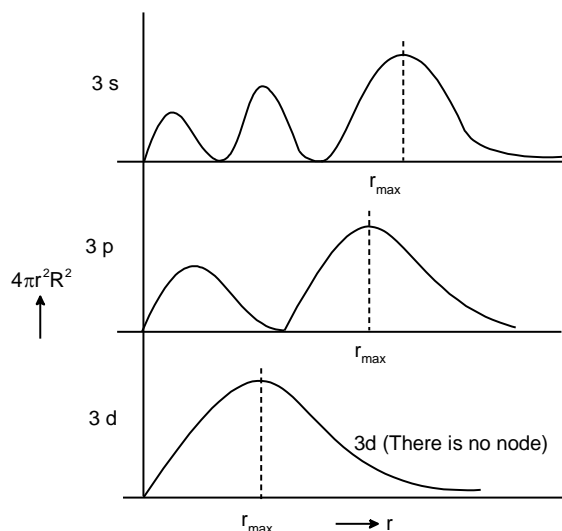 3 s
r_max
3 p
4πr²R²
r_max
3 d
3d (There is no node)
r_max
r